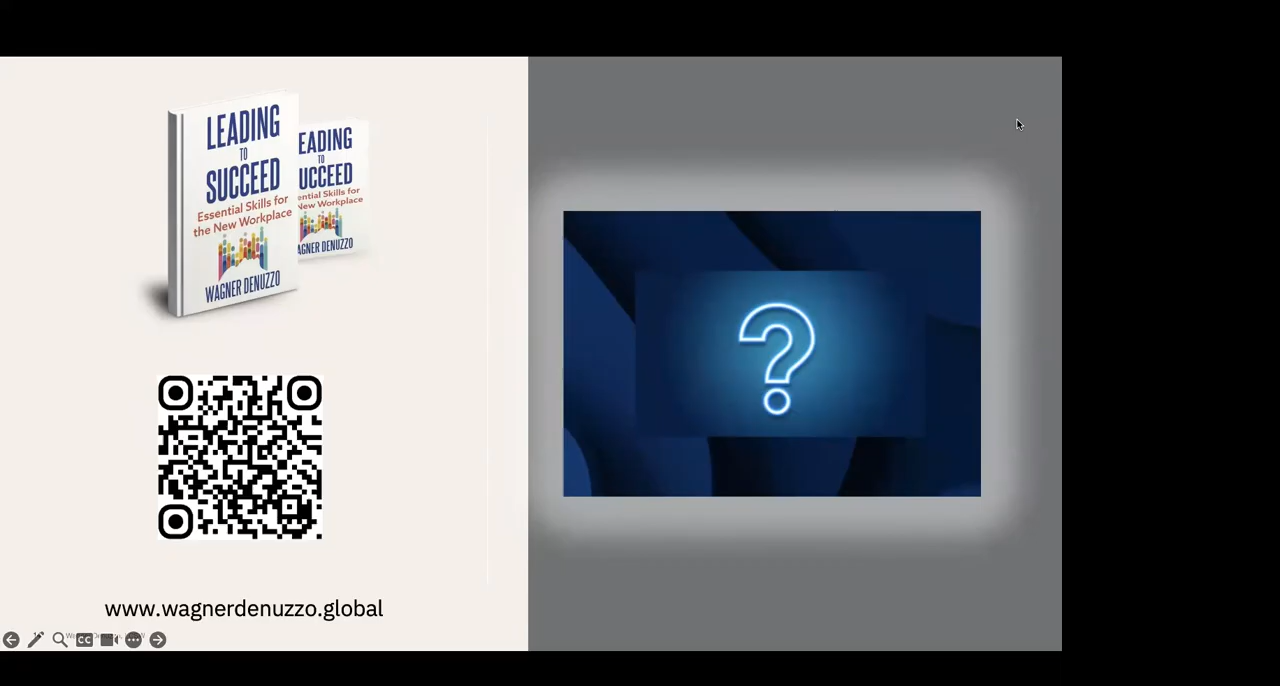 LEADING
TO
SUCCEED
Essential Skills for
the New Workplace
WAGNER DENUZZO
EADING
TO
UCCEED
ential Skills for
New Workplace
AGNER DENUZZO
?
www.wagnerdenuzzo.global
CC